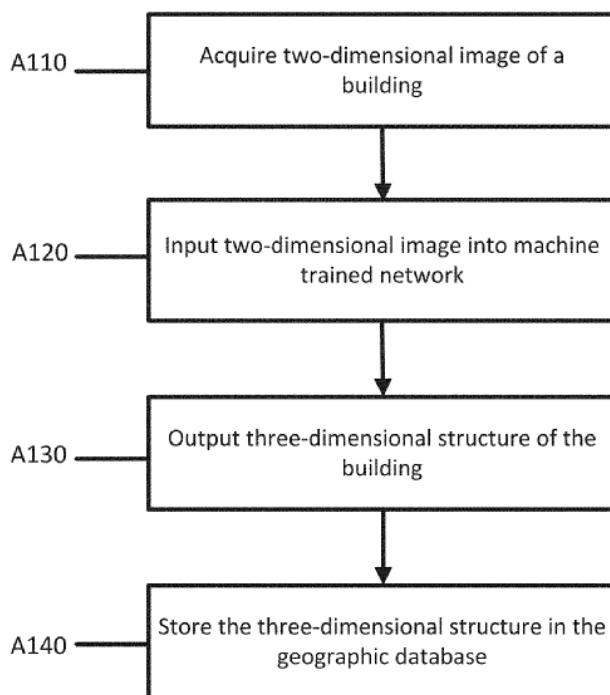 A110
Acquire two-dimensional image of a
building
A120
Input two-dimensional image into machine
trained network
A130
Output three-dimensional structure of the
building
A140
Store the three-dimensional structure in the
geographic database